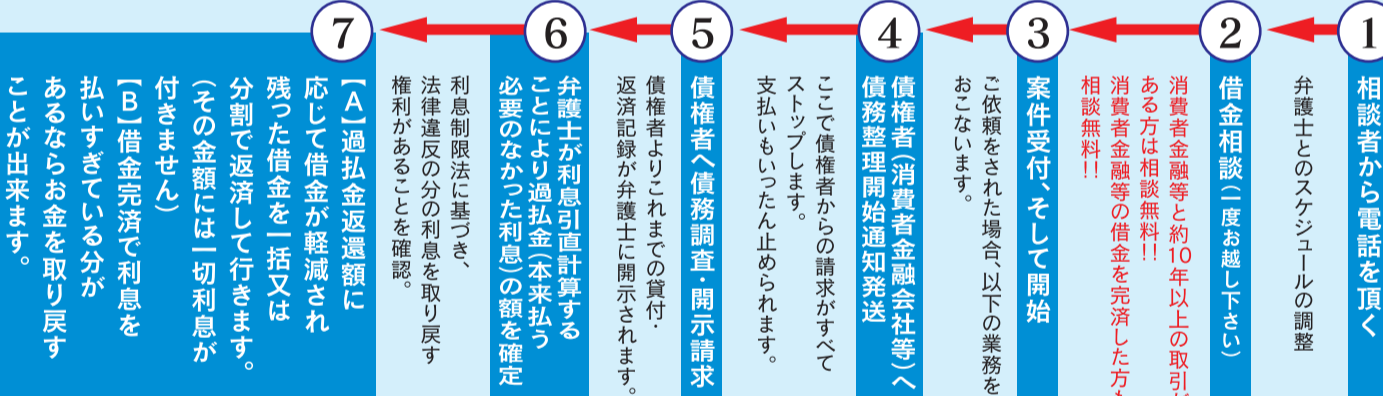 1
相談者から電話を頂く
弁護士とのスケジュールの調整
2
借金相談(一度お越し下さい)
消費者金融等と約10年以上の取引が
ある方は相談無料!!
消費者金融等の借金を完済した方も
相談無料!!
3
案件受付、そして開始
ご依頼をされた場合、以下の業務を
おこないます。
4
債権者(消費者金融会社等)へ
債務整理開始通知発送
ここで債権者からの請求がすべて
ストップします。
支払いもいったん止められます。
5
債権者へ債務調査・開示請求
債権者よりこれまでの貸付・
返済記録が弁護士に開示されます。
6
弁護士が利息引直計算する
ことにより過払金(本来払う
必要のなかった利息)の額を確定
利息制限法に基づき、
法律違反の分の利息を取り戻す
権利があることを確認。
7
【A】過払金返還額に
応じて借金が軽減され
残った借金を一括又は
分割で返済して行きます。
(その金額には一切利息が
付きません)
【B】借金完済で利息を
払いすぎている分が
あるならお金を取り戻す
ことが出来ます。